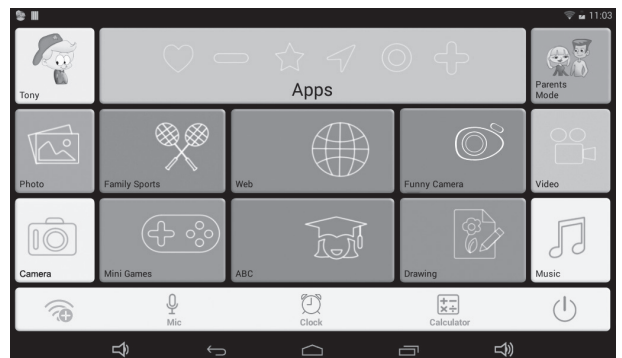 11:03
Tony
Apps
Parents
Mode
Photo
Family Sports
Web
Funny Camera
Video
Camera
Mini Games
ABC
Drawing
Music
Mic
Clock
Calculator